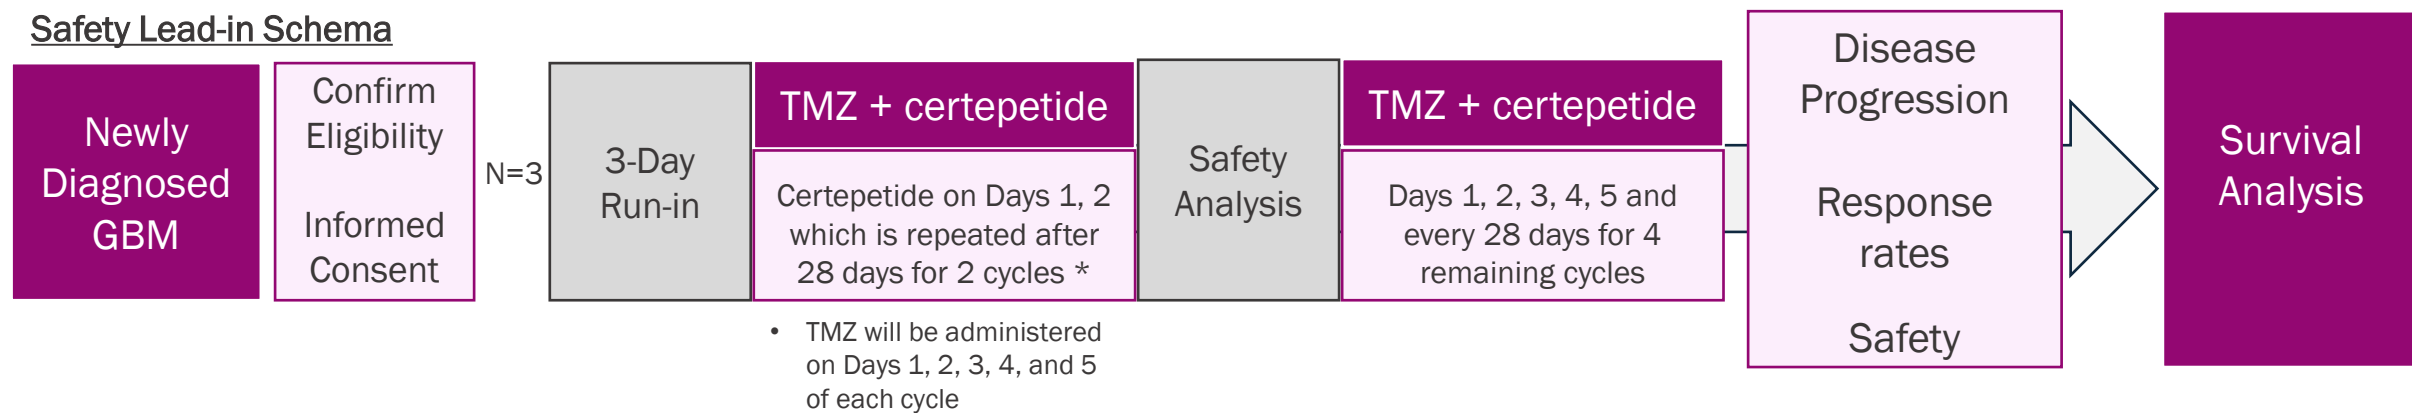 Safety Lead-in Schema
Newly
Diagnosed
GBM
Confirm
Eligibility
Informed
Consent
N=3
3-Day
Run-in
TMZ + certepetide
Certepetide on Days 1, 2
which is repeated after
28 days for 2 cycles *
• TMZ will be administered
on Days 1, 2, 3, 4, and 5
of each cycle
Safety
Analysis
TMZ + certepetide
Days 1, 2, 3, 4, 5 and
every 28 days for 4
remaining cycles
Disease
Progression
Response
rates
Safety
Survival
Analysis